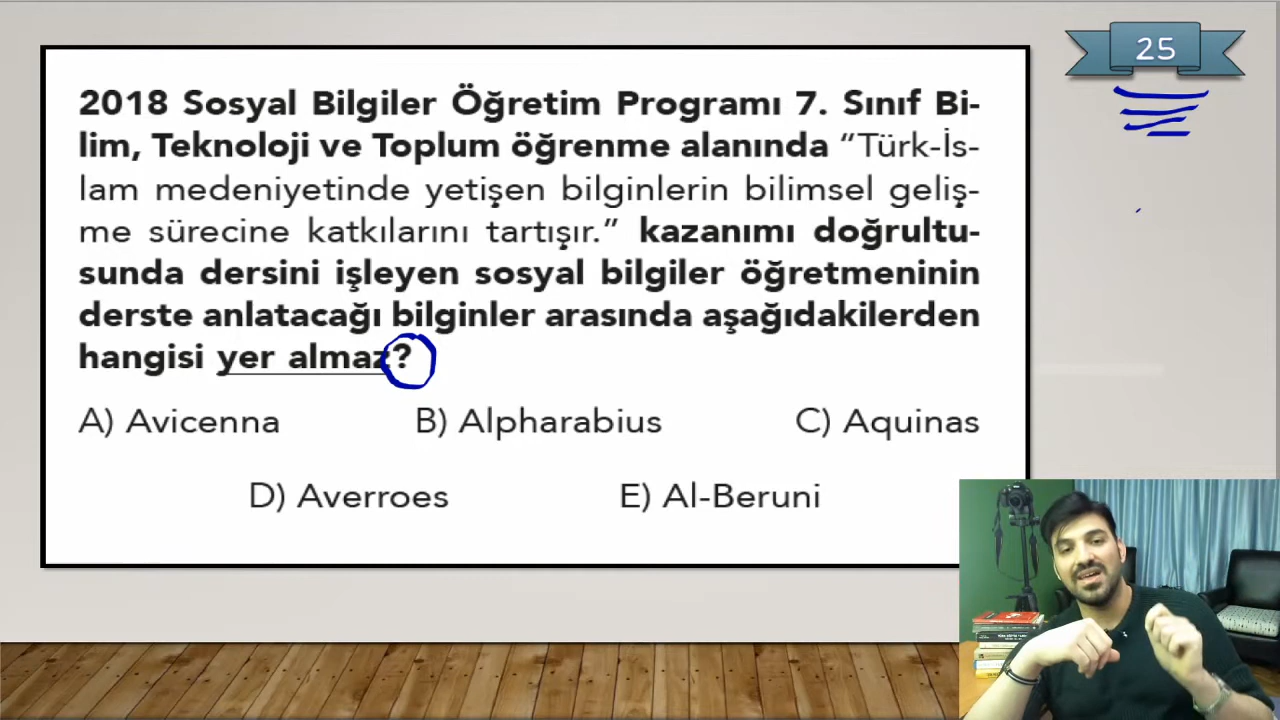 25
2018 Sosyal Bilgiler Öğretim Programı 7. Sınıf Bi-
lim, Teknoloji ve Toplum öğrenme alanında “Türk-İs-
lam medeniyetinde yetişen bilginlerin bilimsel geliş-
me sürecine katkılarını tartışır.” kazanımı doğrultu-
sunda dersini işleyen sosyal bilgiler öğretmeninin
derste anlatacağı bilginler arasında aşağıdakilerden
hangisi yer almaz?
A) Avicenna B) Alpharabius C) Aquinas
D) Averroes E) Al-Beruni